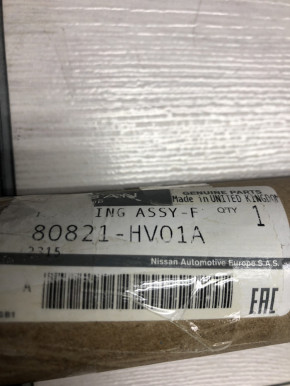 GENUINE PARTS
Made in UNITED KINGDOM
ING ASSY-F QTY 1
80821-HV01A
2215
Nissan Automotive Europe S.A.S.
A
EAC